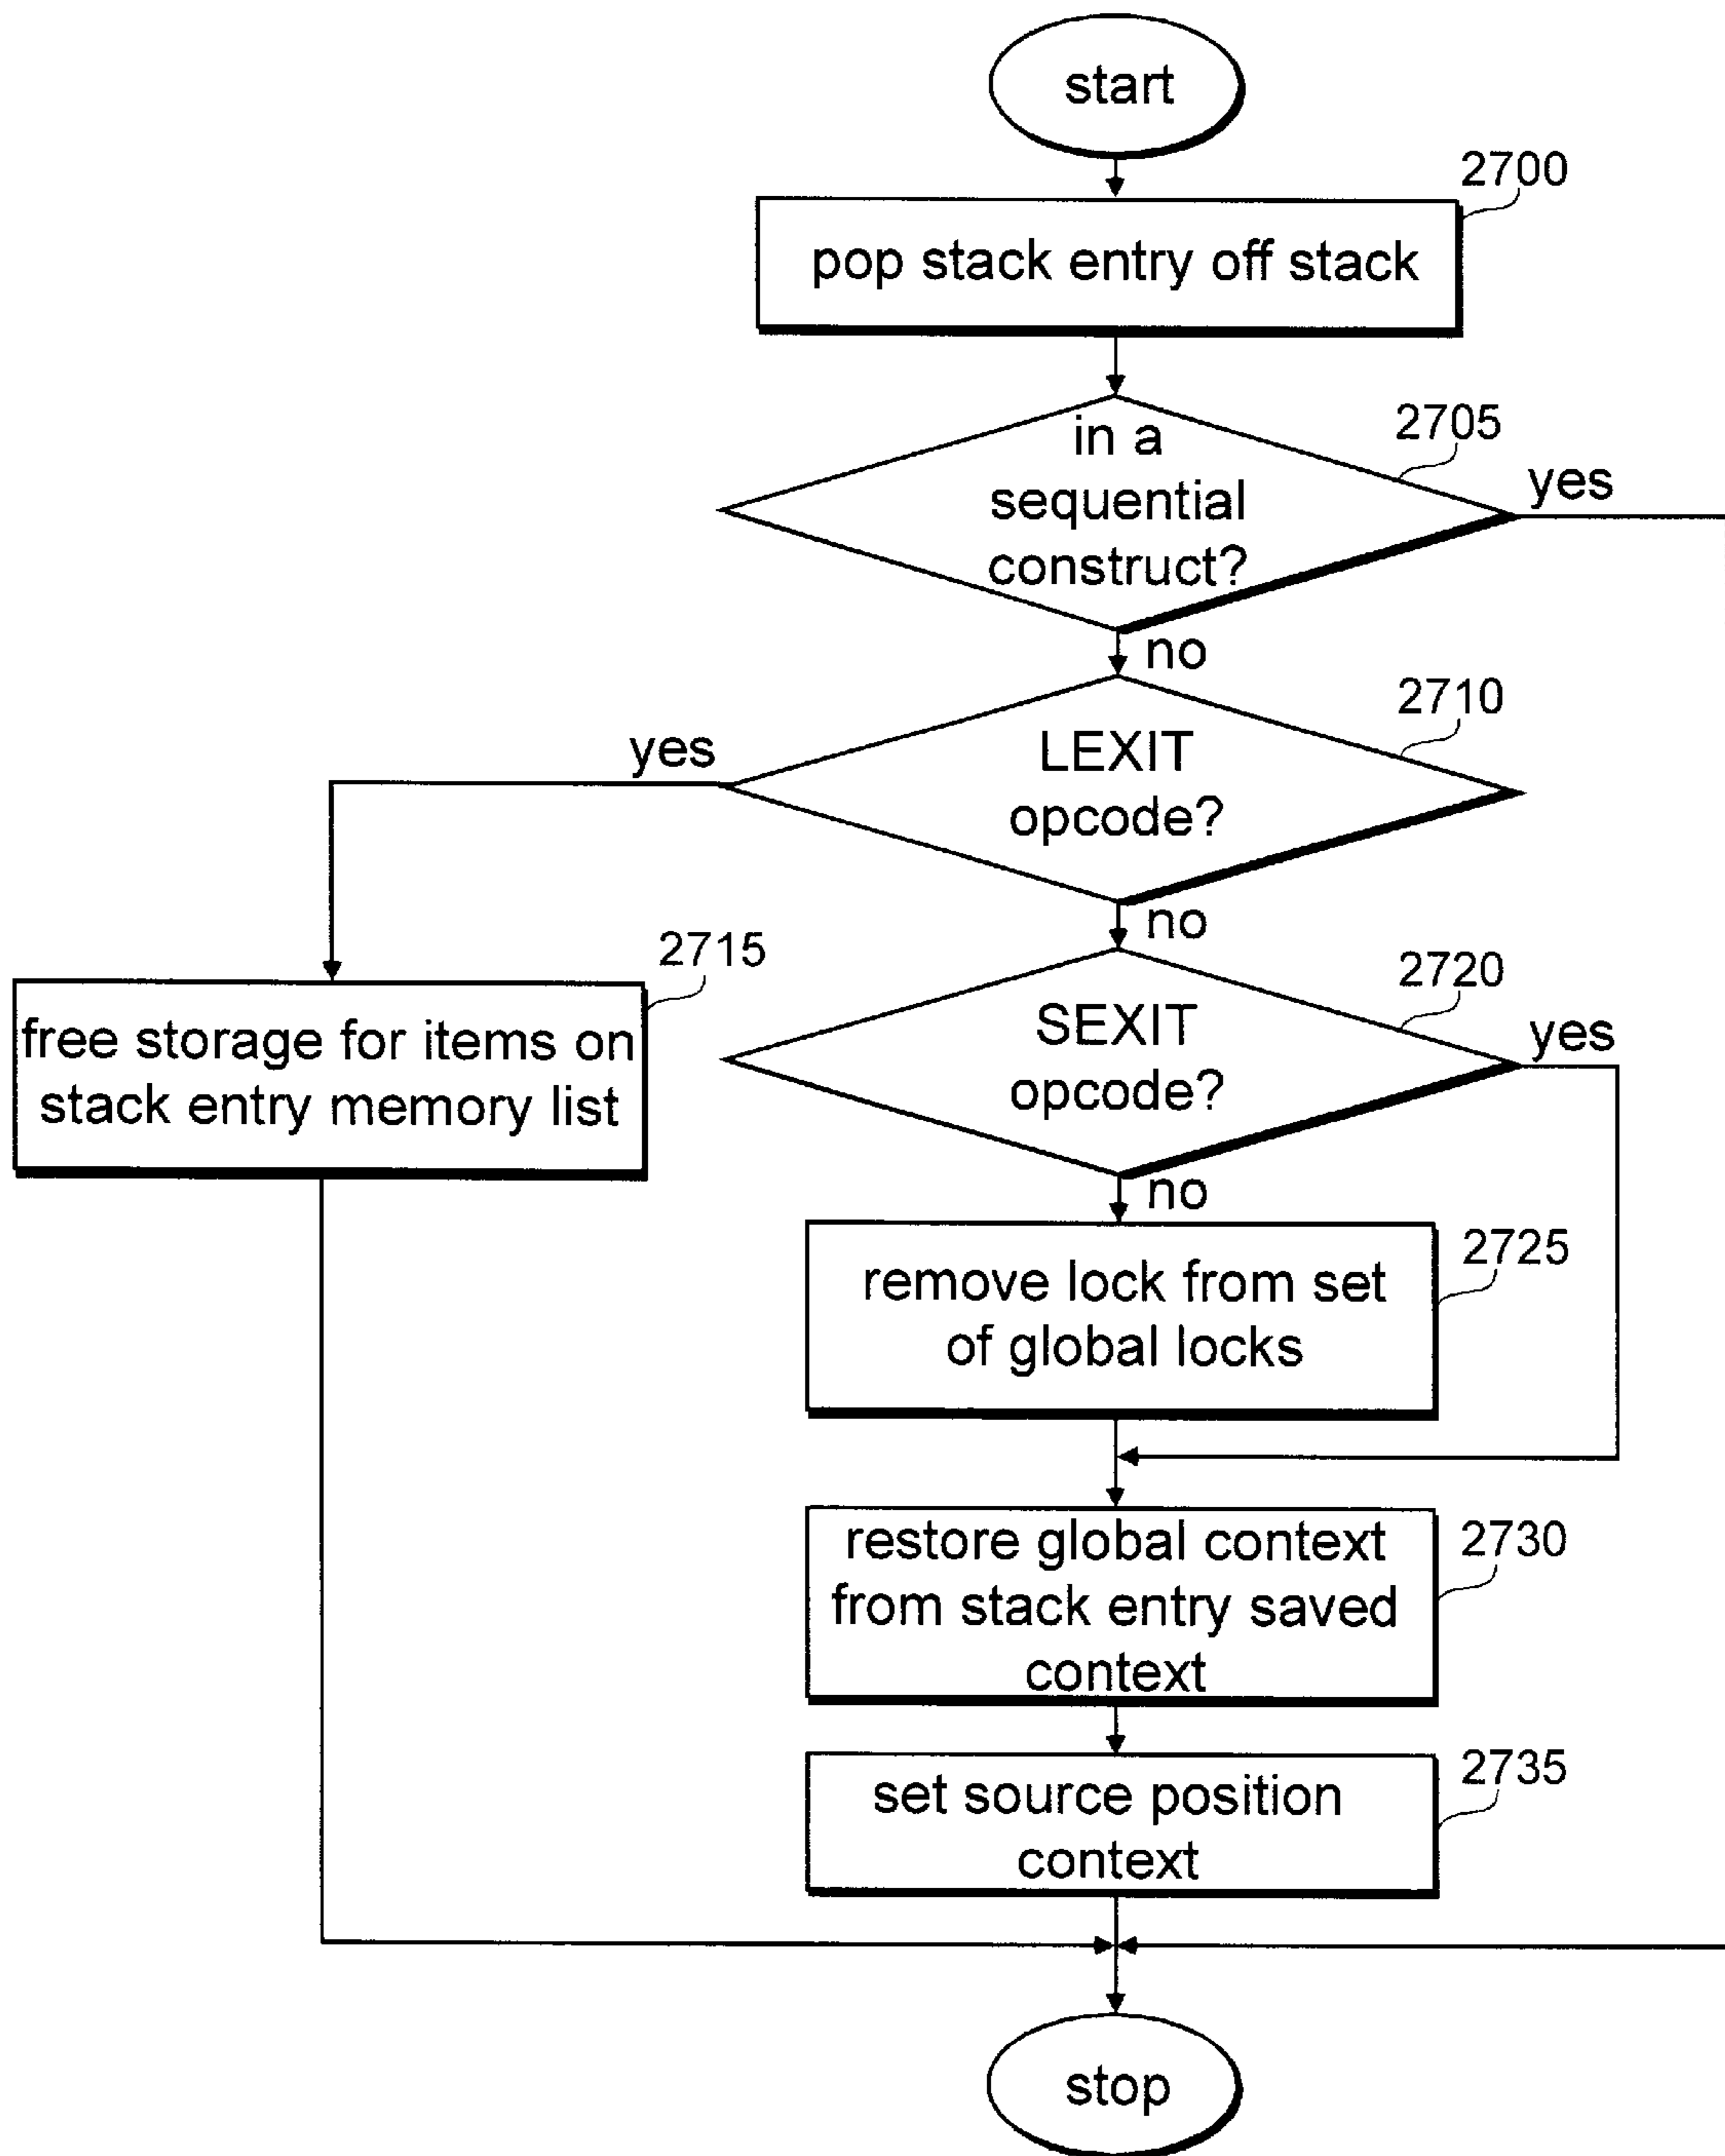 start
2700
pop stack entry off stack
2705
in a
sequential
construct?
yes
no
2710
LEXIT
opcode?
yes
no
2715
free storage for items on
stack entry memory list
2720
SEXIT
opcode?
yes
no
2725
remove lock from set
of global locks
2730
restore global context
from stack entry saved
context
2735
set source position
context
stop